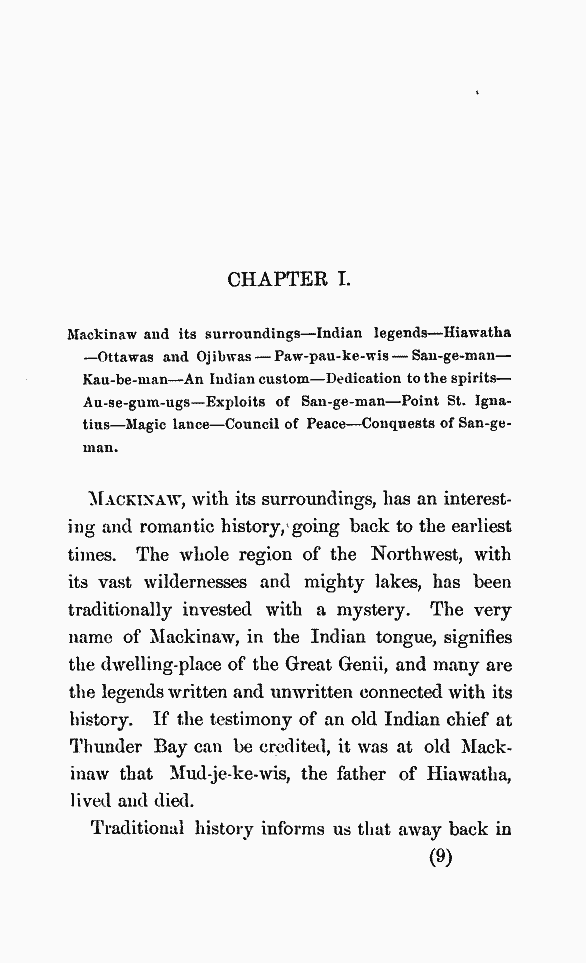 CHAPTER I.
Mackinaw and its surroundings—Indian legends—Hiawatha
—Ottawas and Ojibwas — Paw-pau-ke-wis — San-ge-man—
Kau-be-man—An Indian custom—Dedication to the spirits—
Au-se-gum-ugs—Exploits of San-ge-man—Point St. Igna-
tius—Magic lance—Council of Peace—Conquests of San-ge-
man.
MACKINAW, with its surroundings, has an interest-
ing and romantic history, going back to the earliest
times. The whole region of the Northwest, with
its vast wildernesses and mighty lakes, has been
traditionally invested with a mystery. The very
name of Mackinaw, in the Indian tongue, signifies
the dwelling-place of the Great Genii, and many are
the legends written and unwritten connected with its
history. If the testimony of an old Indian chief at
Thunder Bay can be credited, it was at old Mack-
inaw that Mud-je-ke-wis, the father of Hiawatha,
lived and died.
Traditional history informs us that away back in
(9)